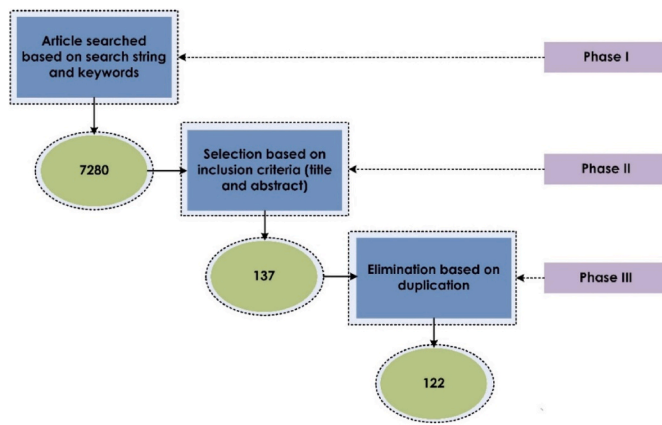 Article searched
based on search string
and keywords
Phase I
7280
Selection based on
inclusion criteria (title
and abstract)
Phase II
137
Elimination based on
duplication
Phase III
122